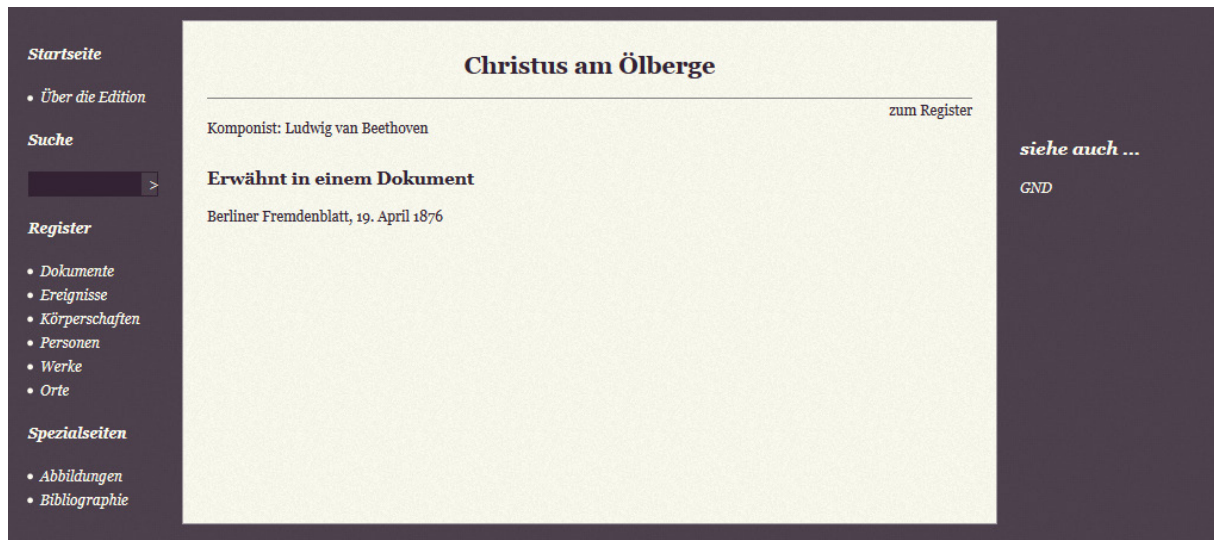 Startseite
• Über die Edition
Suche
>
Register
• Dokumente
• Ereignisse
• Körperschaften
• Personen
• Werke
• Orte
Spezialseiten
• Abbildungen
• Bibliographie
Christus am Ölberge
zum Register
Komponist: Ludwig van Beethoven
Erwähnt in einem Dokument
Berliner Fremdenblatt, 19. April 1876
siehe auch ...
GND